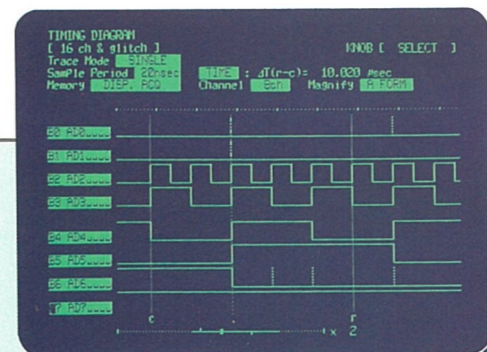 TIMING DIAGRAM
[ 16 ch & glitch ] KNOB [ SELECT ]
Trace Mode SINGLE
Sample Period 20nsec TIME : ΔT(r-c)= 10.020 μsec
Memory DISP. ACQ Channel 8ch Magnify A FORM
B0 AD0
B1 AD1
B2 AD2
B3 AD3
B4 AD4
B5 AD5
B6 AD6
B7 AD7
c r
x 2